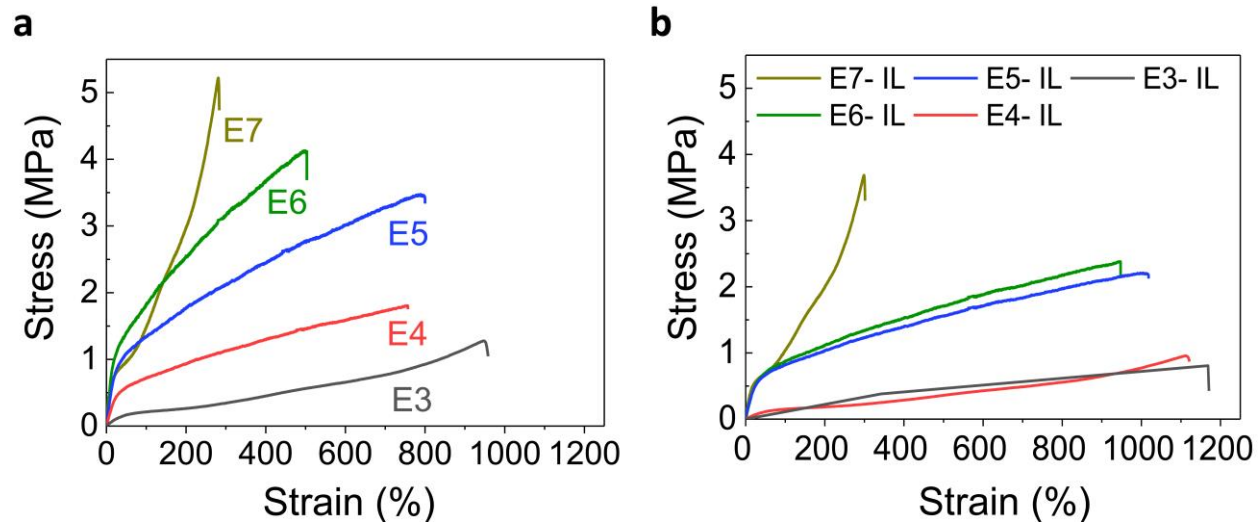 a
Stress (MPa)
5
4
3
2
1
0
E7
E6
E5
E4
E3
0 200 400 600 800 1000 1200
Strain (%)
b
Stress (MPa)
5
4
3
2
1
0
E7- IL E5- IL E3- IL
E6- IL E4- IL
0 200 400 600 800 1000 1200
Strain (%)